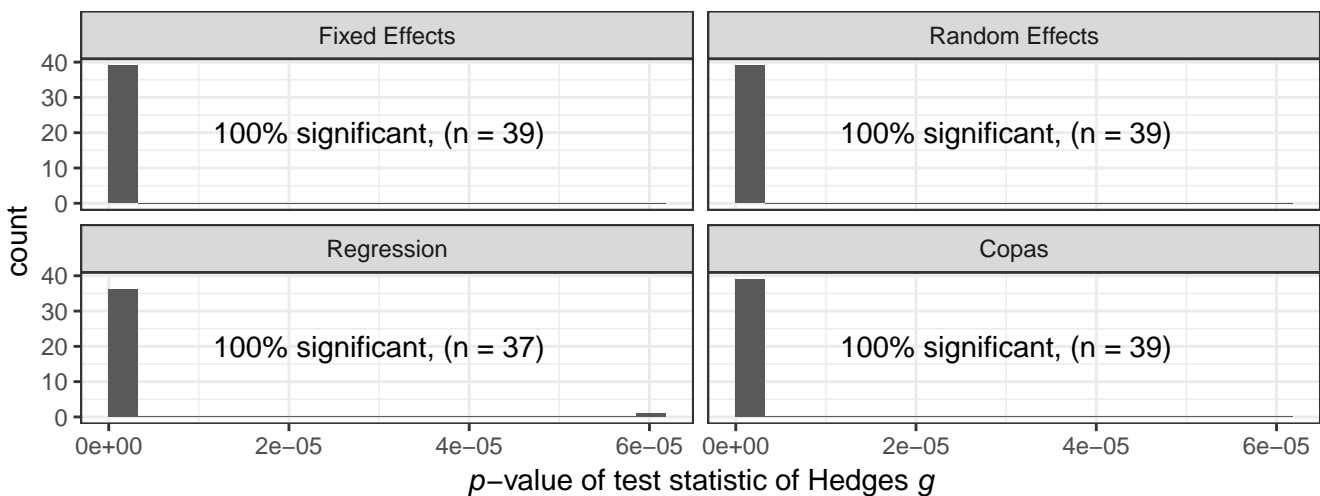 Fixed Effects
Random Effects
40
30
20
10
0
100% significant, (n = 39)
100% significant, (n = 39)
count
Regression
Copas
40
30
20
10
0
100% significant, (n = 37)
100% significant, (n = 39)
0e+00 2e−05 4e−05 6e−05
0e+00 2e−05 4e−05 6e−05
p−value of test statistic of Hedges g